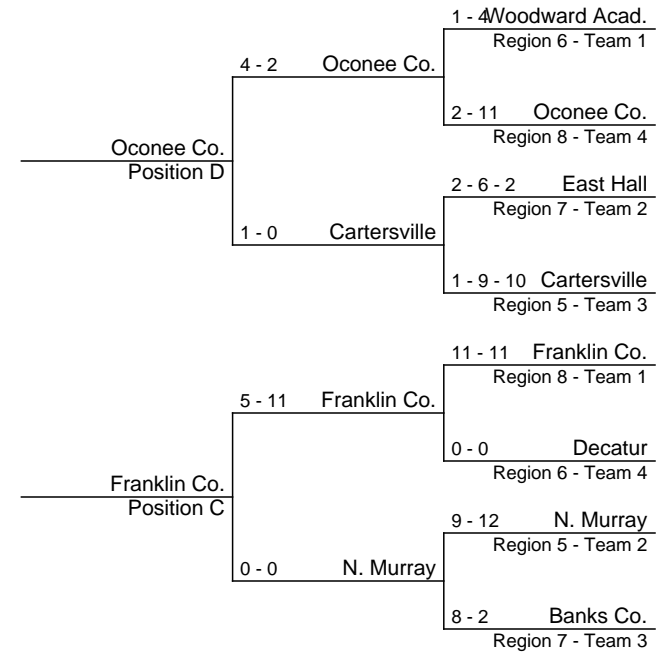 1 - 4 Woodward Acad.
Region 6 - Team 1
4 - 2 Oconee Co.
2 - 11 Oconee Co.
Region 8 - Team 4
Oconee Co.
Position D
2 - 6 - 2 East Hall
Region 7 - Team 2
1 - 0 Cartersville
1 - 9 - 10 Cartersville
Region 5 - Team 3
11 - 11 Franklin Co.
Region 8 - Team 1
5 - 11 Franklin Co.
0 - 0 Decatur
Region 6 - Team 4
Franklin Co.
Position C
9 - 12 N. Murray
Region 5 - Team 2
0 - 0 N. Murray
8 - 2 Banks Co.
Region 7 - Team 3